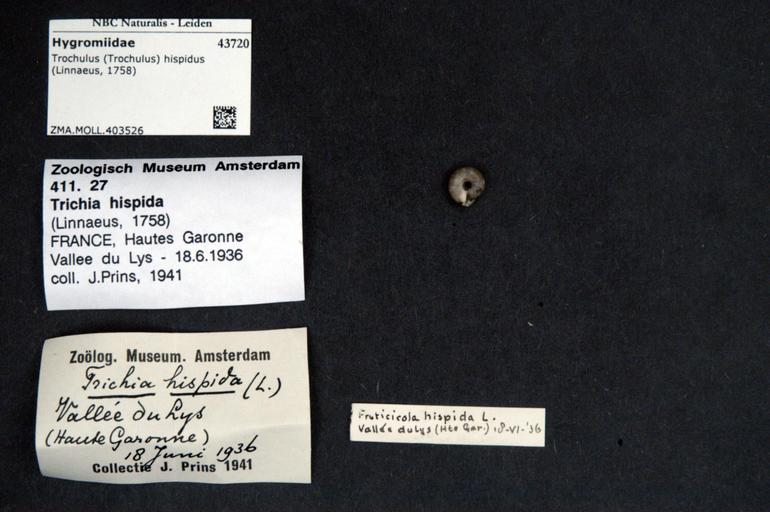 NBC Naturalis - Leiden
Hygromiidae 43720
Trochulus (Trochulus) hispidus
(Linnaeus, 1758)
ZMA.MOLL.403526
Zoologisch Museum Amsterdam
411. 27
Trichia hispida
(Linnaeus, 1758)
FRANCE, Hautes Garonne
Vallee du Lys - 18.6.1936
coll. J.Prins, 1941
Zoölog. Museum. Amsterdam
Trichia hispida (L.)
Vallée du Lys
(Haute Garonne)
18 Juni 1936
Collectie J. Prins 1941
Fruticicola hispida L.
Vallée du Lys (Hte Gar.) 18-VI-'36